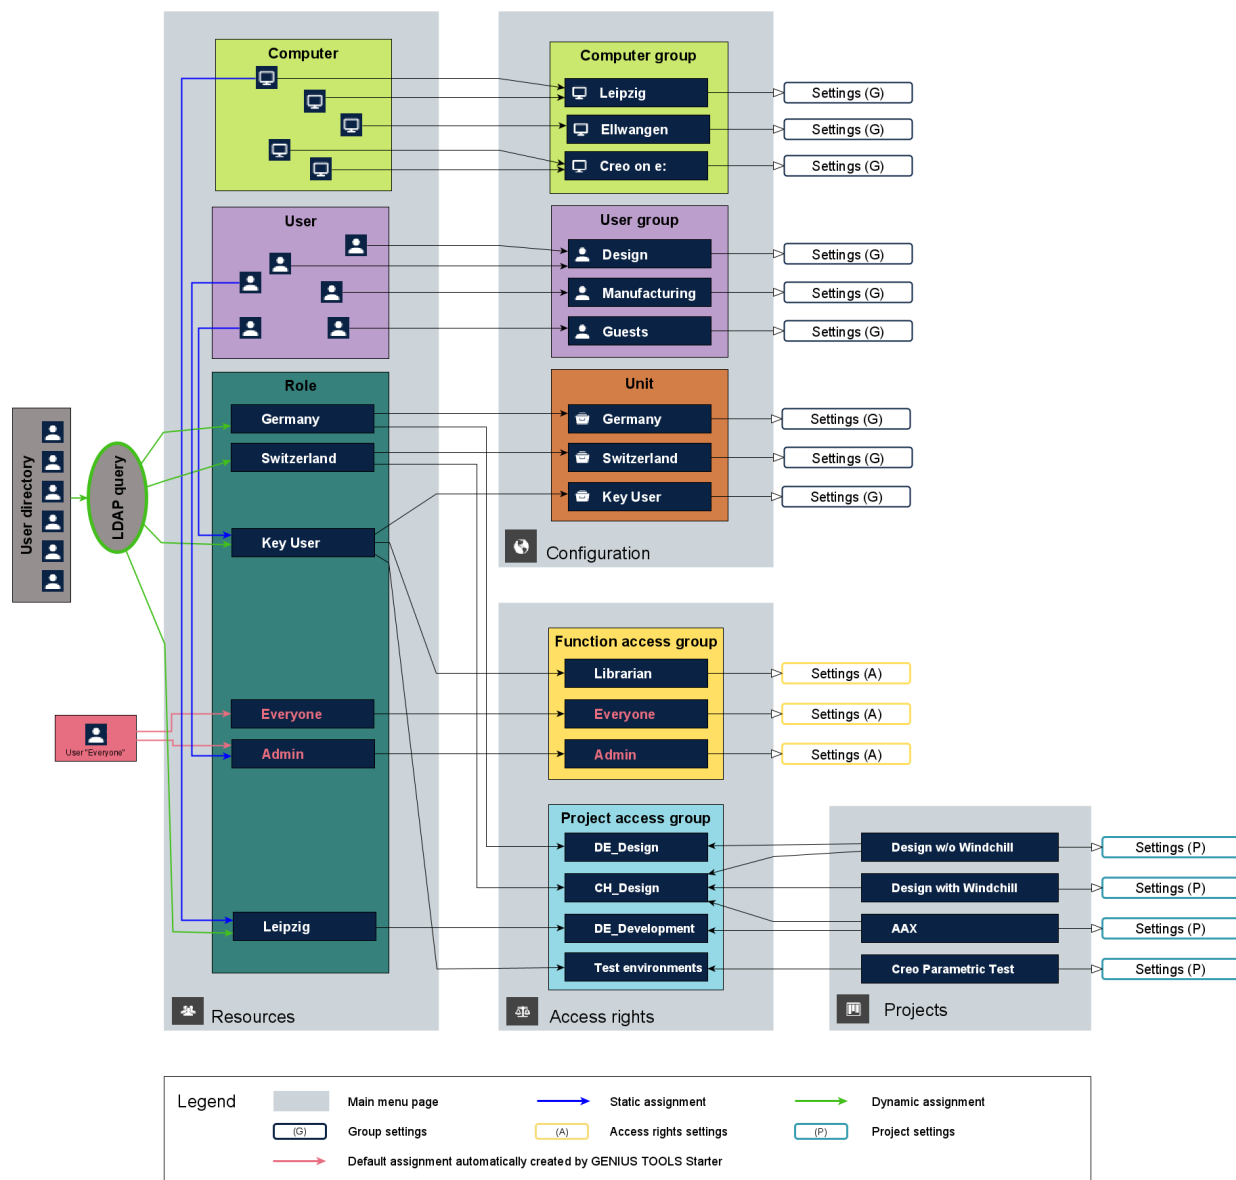 Computer
Computer group
Leipzig
Settings (G)
Ellwangen
Settings (G)
Creo on e:
Settings (G)
User
User group
Design
Settings (G)
Manufacturing
Settings (G)
Guests
Settings (G)
Role
Unit
Germany
Germany
Settings (G)
Switzerland
Switzerland
Settings (G)
Key User
Settings (G)
User directory
LDAP query
Key User
Configuration
Function access group
Librarian
Settings (A)
Everyone
Everyone
Settings (A)
User "Everyone"
Admin
Admin
Settings (A)
Project access group
DE_Design
Design w/o Windchill
Settings (P)
CH_Design
Design with Windchill
Settings (P)
Leipzig
DE_Development
AAX
Settings (P)
Test environments
Creo Parametric Test
Settings (P)
Resources
Access rights
Projects
Legend
Main menu page
Static assignment
Dynamic assignment
(G)
Group settings
(A)
Access rights settings
(P)
Project settings
Default assignment automatically created by GENIUS TOOLS Starter